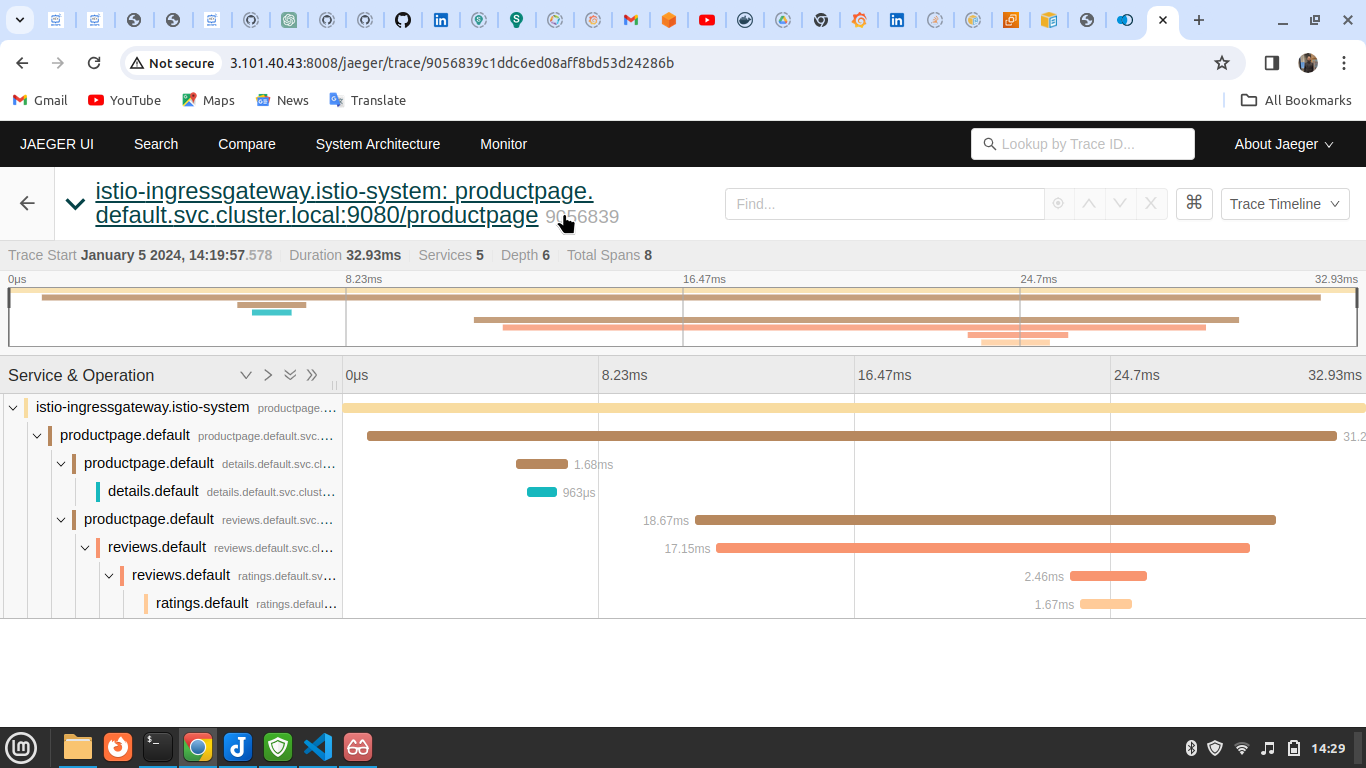 Not secure 3.101.40.43:8008/jaeger/trace/9056839c1ddc6ed08aff8bd53d24286b
Gmail YouTube Maps News Translate All Bookmarks
JAEGER UI Search Compare System Architecture Monitor Lookup by Trace ID... About Jaeger
istio-ingressgateway.istio-system: productpage.
default.svc.cluster.local:9080/productpage 9056839
Find... ⌘ Trace Timeline
Trace Start January 5 2024, 14:19:57.578 Duration 32.93ms Services 5 Depth 6 Total Spans 8
0μs 8.23ms 16.47ms 24.7ms 32.93ms
Service & Operation 0μs 8.23ms 16.47ms 24.7ms 32.93ms
istio-ingressgateway.istio-system productpage.…
productpage.default productpage.default.svc.… 31.2
productpage.default details.default.svc.cl… 1.68ms
details.default details.default.svc.clust… 963μs
productpage.default reviews.default.svc.… 18.67ms
reviews.default reviews.default.svc.cl… 17.15ms
reviews.default ratings.default.sv… 2.46ms
ratings.default ratings.defaul… 1.67ms
14:29